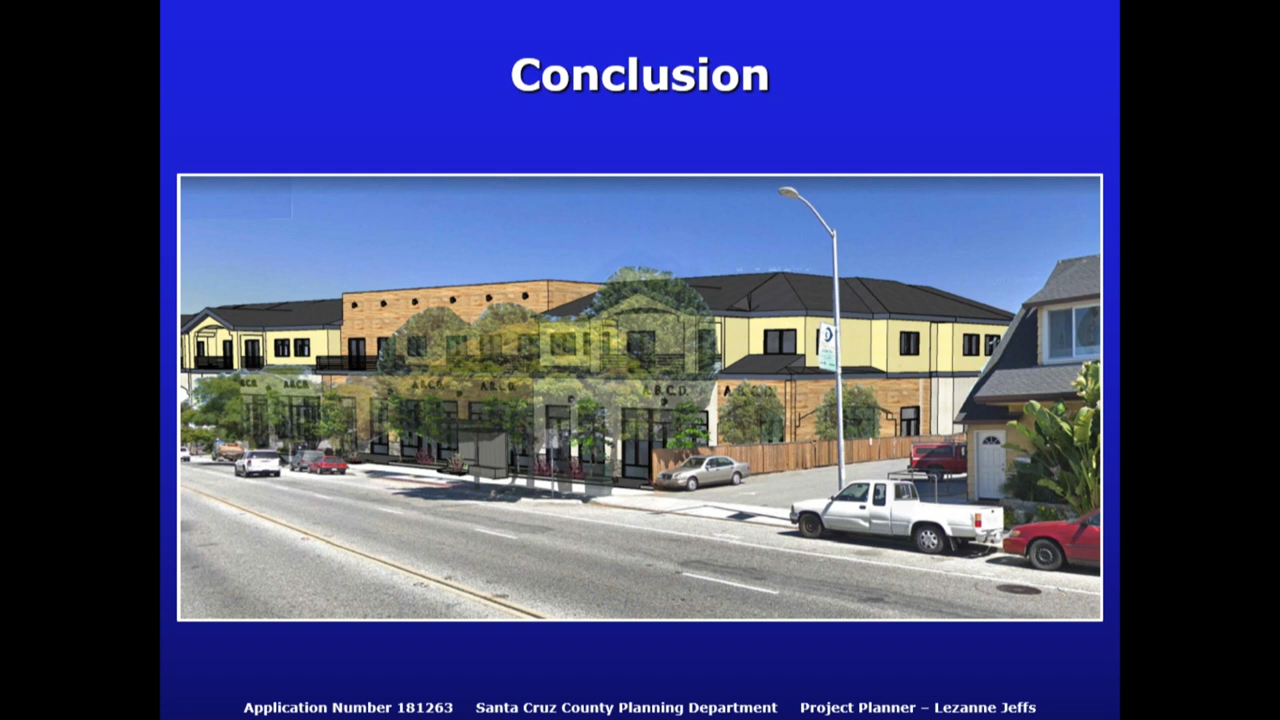 Conclusion
A.B.C.D.
A.B.C.D.
A.B.C.D.
A.B.C.D.
A.B.C.D.
Application Number 181263 Santa Cruz County Planning Department Project Planner – Lezanne Jeffs